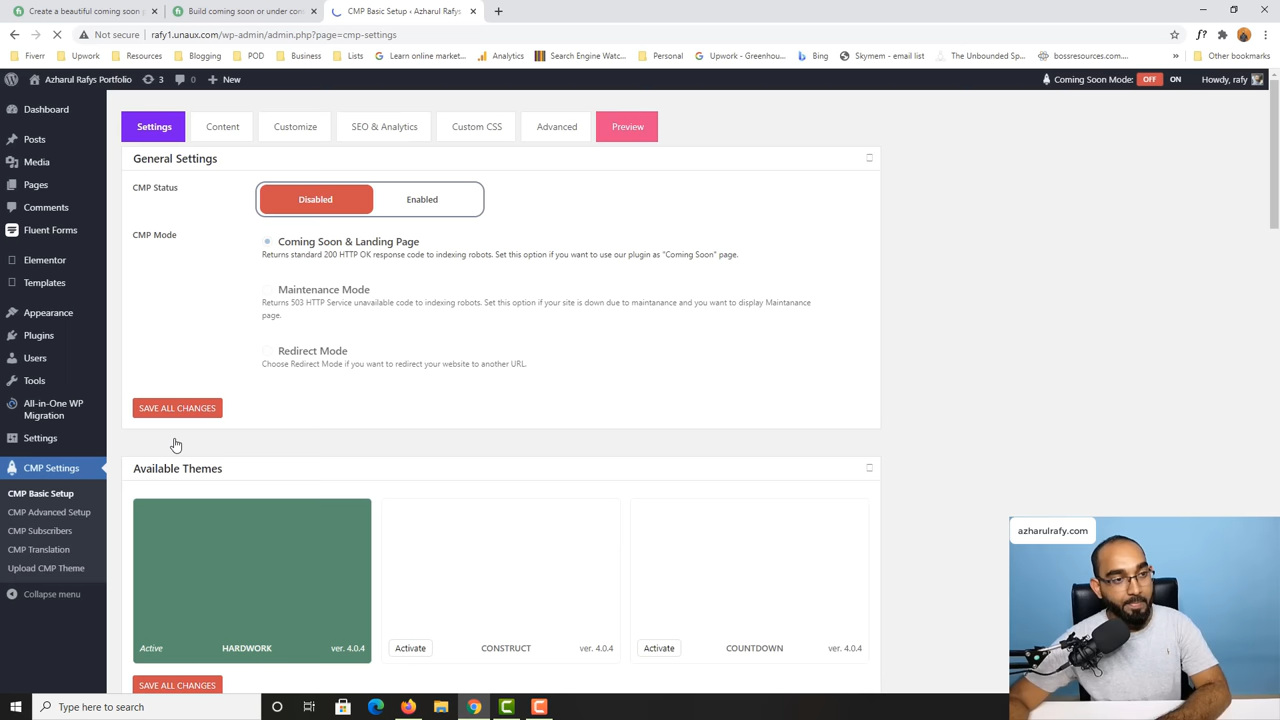 Create a beautiful coming soon p
Build coming soon or under con
CMP Basic Setup ‹ Azharul Rafys
Not secure
rafy1.unaux.com/wp-admin/admin.php?page=cmp-settings
Fiverr
Upwork
Resources
Blogging
POD
Business
Lists
Learn online market...
Analytics
Search Engine Watc...
Personal
Upwork - Greenhou...
Bing
Skymem - email list
The Unbounded Sp...
bossresources.com...
Other bookmarks
Azharul Rafys Portfolio
3
0
New
Coming Soon Mode:
OFF
ON
Howdy, rafy
Dashboard
Posts
Media
Pages
Comments
Fluent Forms
Elementor
Templates
Appearance
Plugins
Users
Tools
All-in-One WP
Migration
Settings
CMP Settings
CMP Basic Setup
CMP Advanced Setup
CMP Subscribers
CMP Translation
Upload CMP Theme
Collapse menu
Settings
Content
Customize
SEO & Analytics
Custom CSS
Advanced
Preview
General Settings
CMP Status
Disabled
Enabled
CMP Mode
Coming Soon & Landing Page
Returns standard 200 HTTP OK response code to indexing robots. Set this option if you want to use our plugin as "Coming Soon" page.
Maintenance Mode
Returns 503 HTTP Service unavailable code to indexing robots. Set this option if your site is down due to maintanance and you want to display Maintanance
page.
Redirect Mode
Choose Redirect Mode if you want to redirect your website to another URL.
SAVE ALL CHANGES
Available Themes
Active
HARDWORK
ver. 4.0.4
Activate
CONSTRUCT
ver. 4.0.4
Activate
COUNTDOWN
ver. 4.0.4
SAVE ALL CHANGES
azharulrafy.com
Type here to search